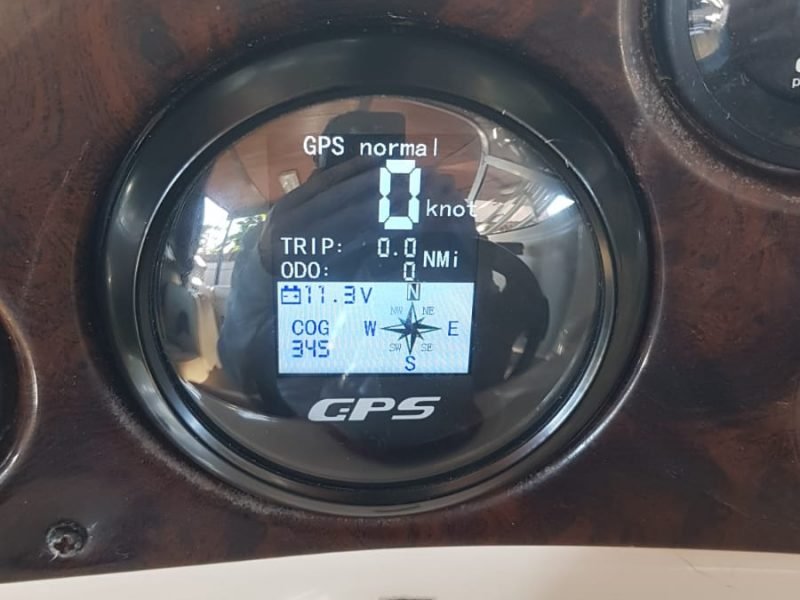 GPS normal
0 knot
TRIP: 0.0 NMi
ODO: 0
11.3V
N
NW NE
COG W E
345
SW SE
S
GPS